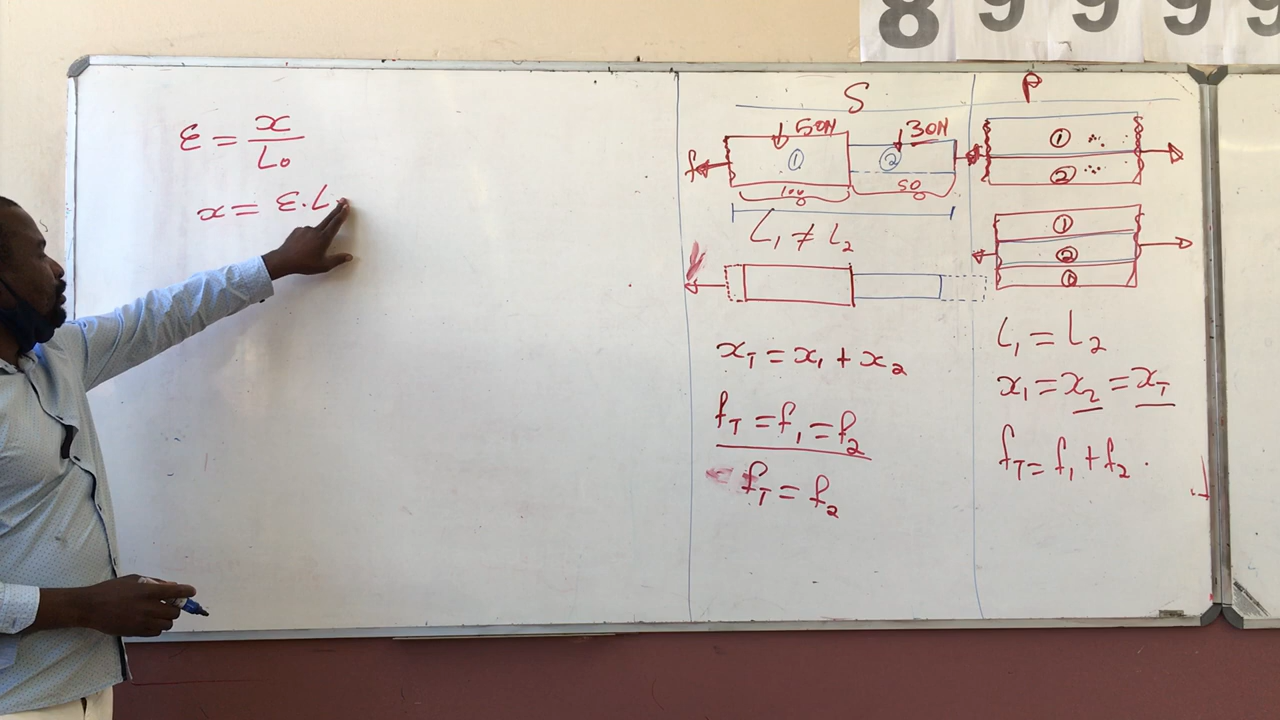 8 9 9 9 9
ε = x/L₀
x = ε·L
S
P
50N
30N
f
①
②
100
50
L₁ ≠ L₂
x_T = x₁ + x₂
f_T = f₁ = f₂
f_T = f₂
①
②
①
②
①
L₁ = L₂
x₁ = x₂ = x_T
f_T = f₁ + f₂